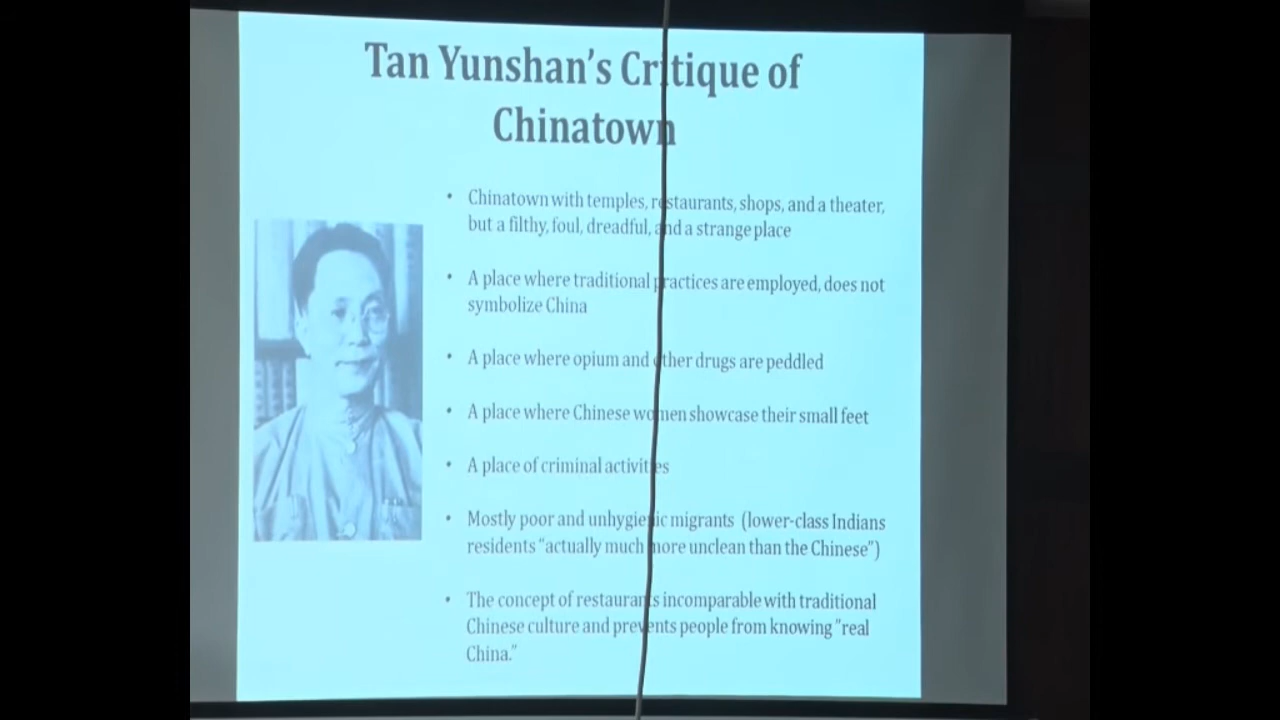 Tan Yunshan's Critique of
Chinatown
• Chinatown with temples, restaurants, shops, and a theater,
but a filthy, foul, dreadful, and a strange place
• A place where traditional practices are employed, does not
symbolize China
• A place where opium and other drugs are peddled
• A place where Chinese women showcase their small feet
• A place of criminal activities
• Mostly poor and unhygienic migrants (lower-class Indians
residents "actually much more unclean than the Chinese")
• The concept of restaurants incomparable with traditional
Chinese culture and prevents people from knowing "real
China."